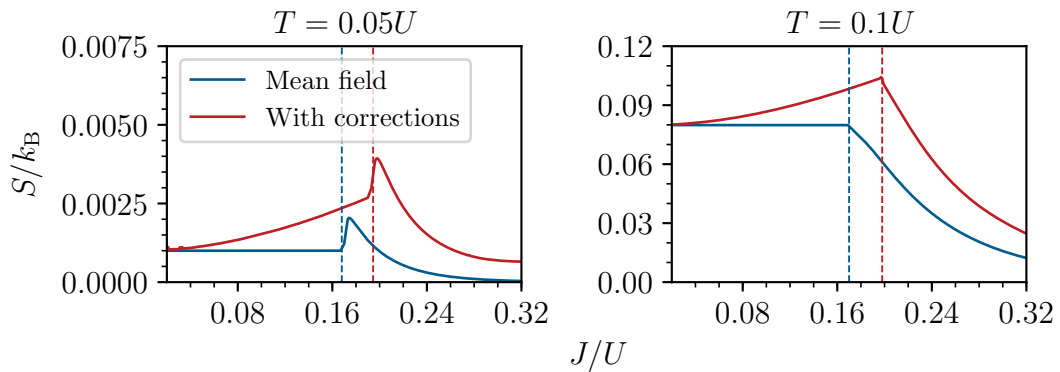 T = 0.05U
0.0075
0.0050
0.0025
0.0000
S/k_B
Mean field
With corrections
0.08 0.16 0.24 0.32
T = 0.1U
0.12
0.09
0.06
0.03
0.00
0.08 0.16 0.24 0.32
J/U